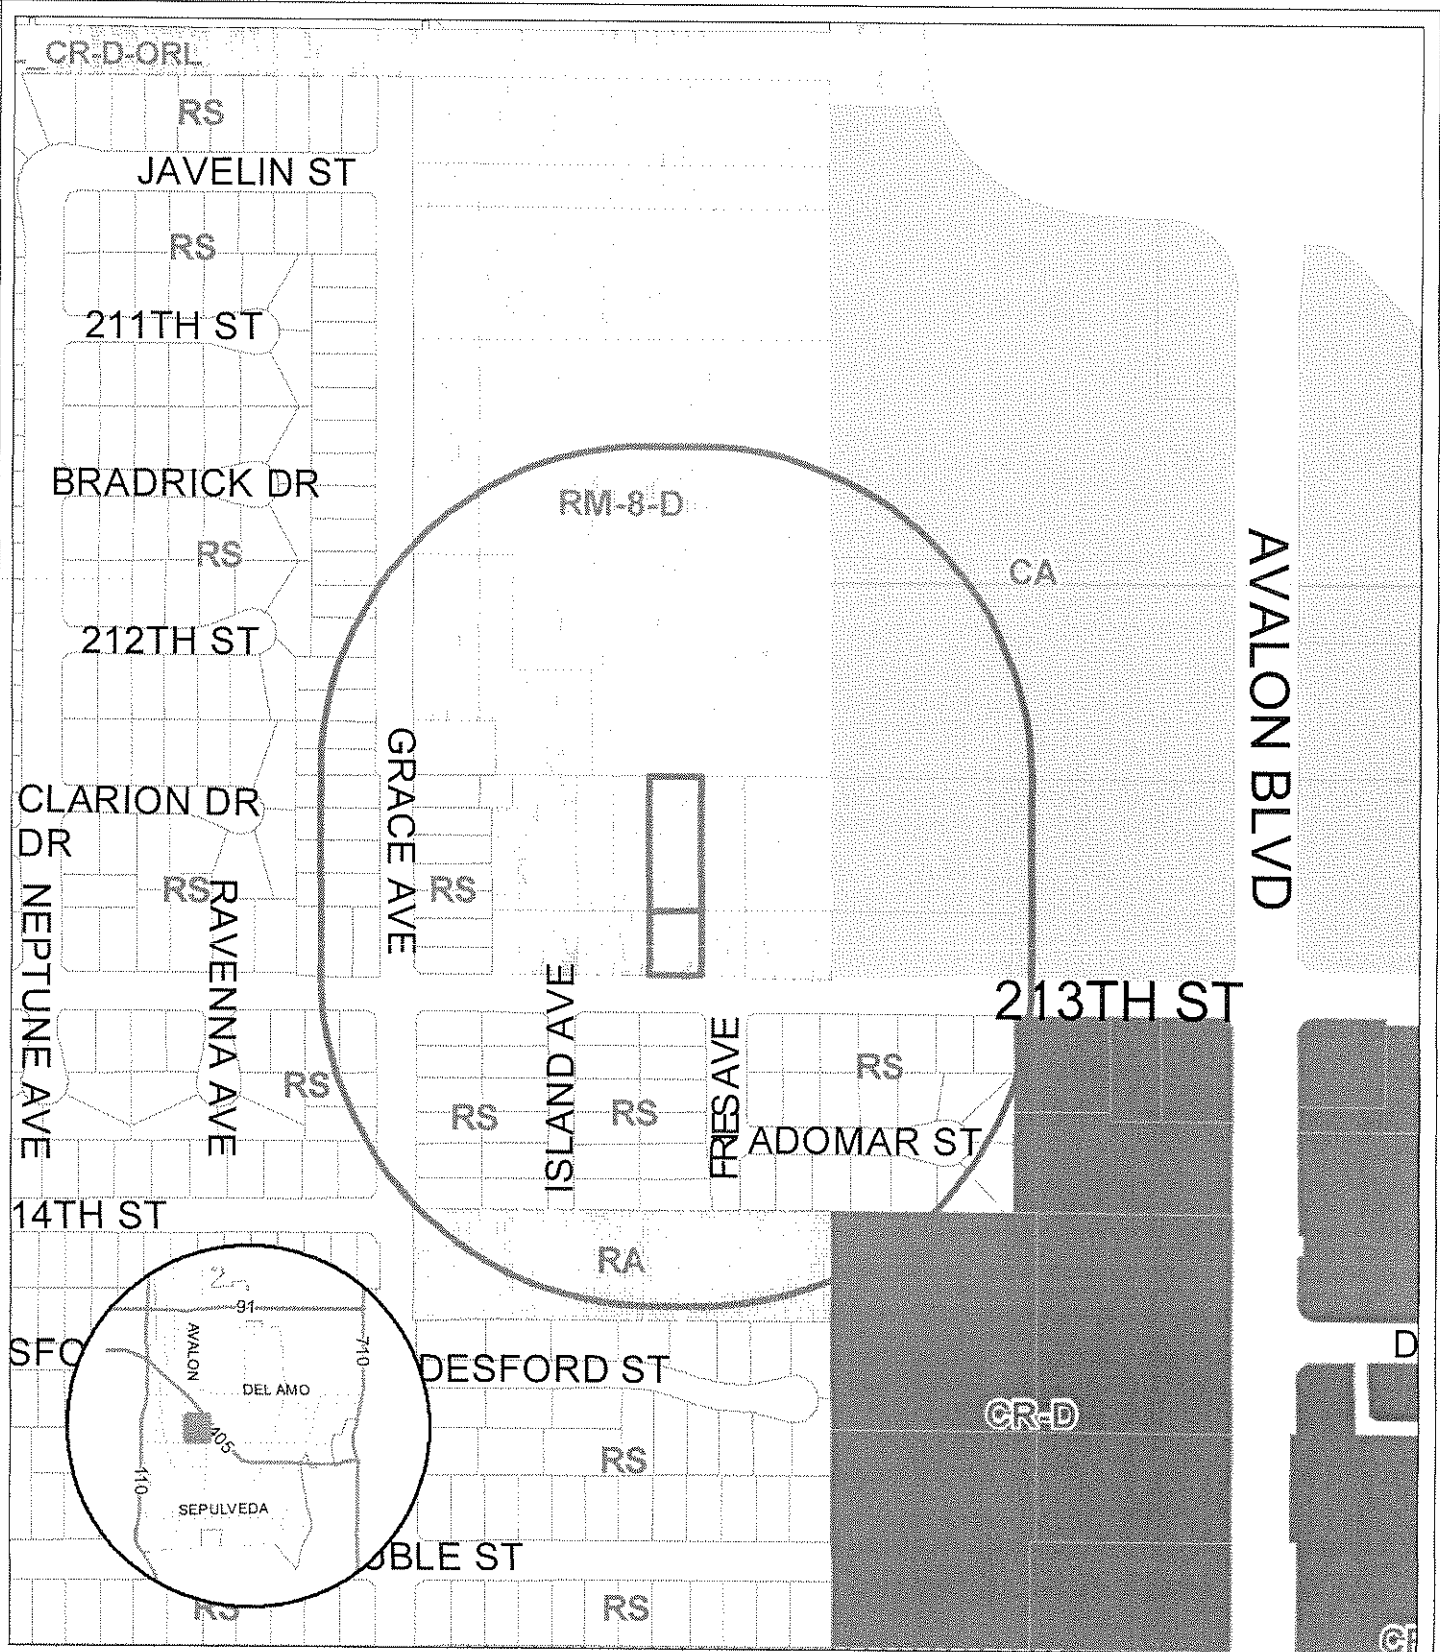 CR-D-ORL
RS
JAVELIN ST
RS
211TH ST
RM-8-D
BRADRICK DR
RS
CA
AVALON BLVD
212TH ST
GRACE AVE
CLARION DR
DR
RS
RS
NEPTUNE AVE
RAVENNA AVE
ISLAND AVE
213TH ST
RS
RS
RS
RS
AVE
ADOMAR ST
14TH ST
RA
91
AVALON
710
SFO
DEL AMO
DESFORD ST
D
CR-D
405
RS
110
SEPULVEDA
BLE ST
RS
RS